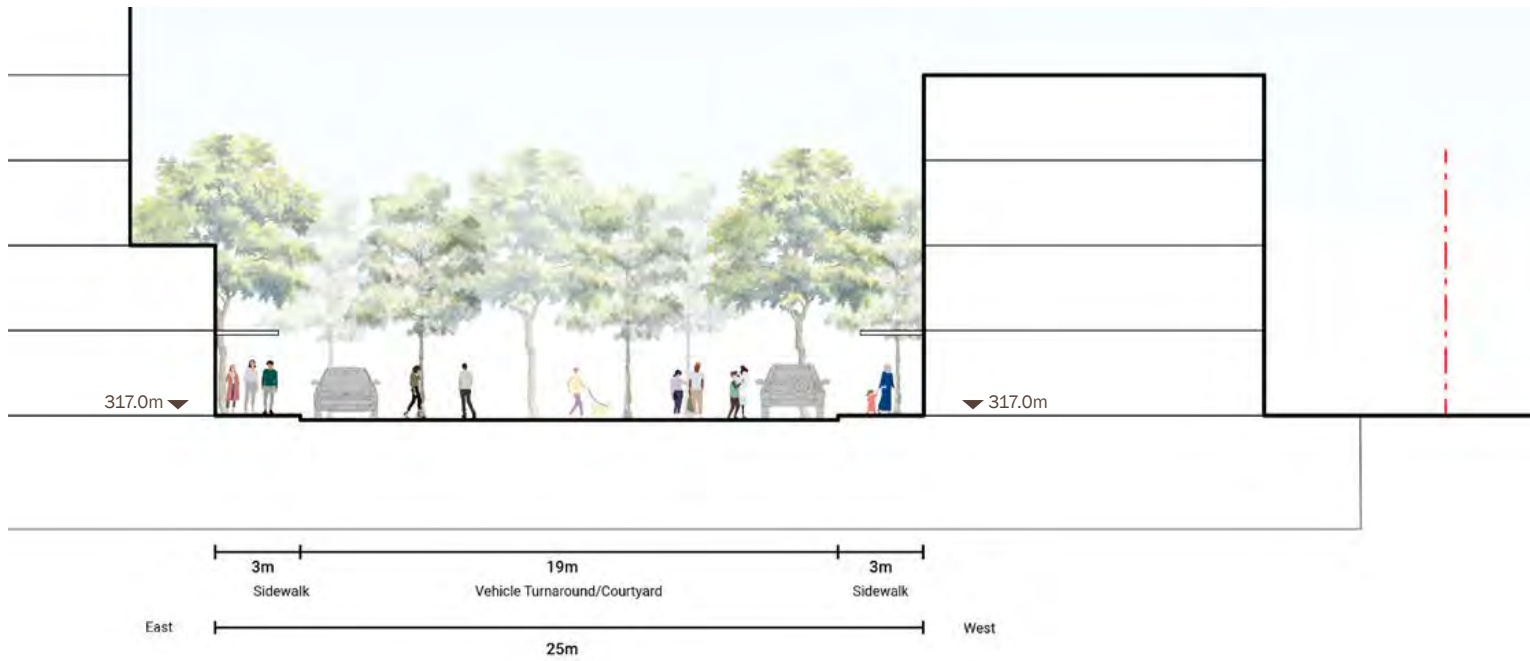 317.0m
317.0m
3m
19m
3m
Sidewalk
Vehicle Turnaround/Courtyard
Sidewalk
East
West
25m